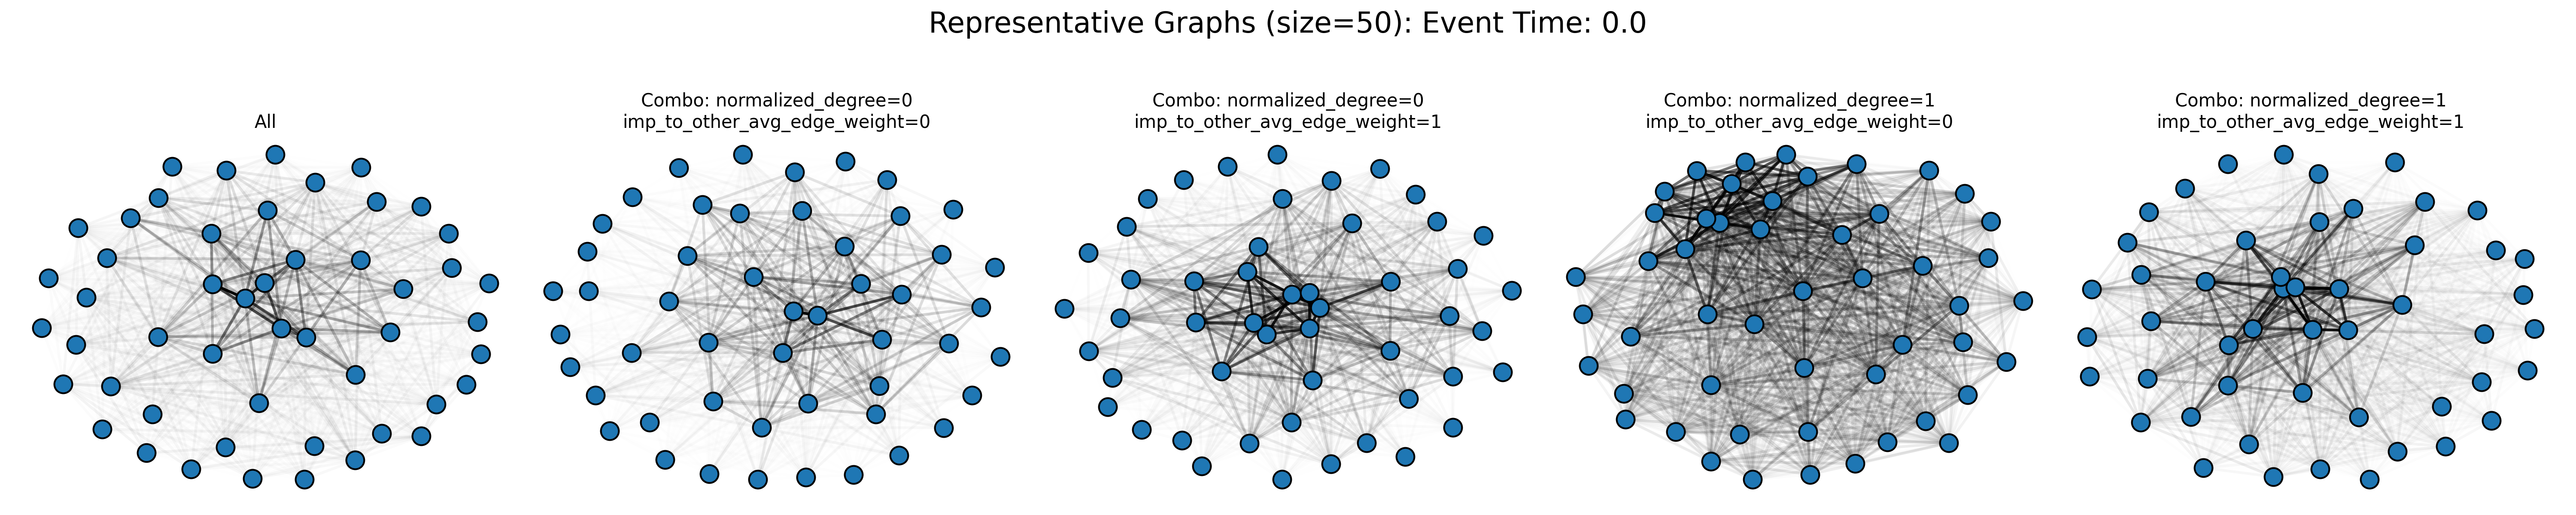 Representative Graphs (size=50): Event Time: 0.0
All
Combo: normalized_degree=0
imp_to_other_avg_edge_weight=0
Combo: normalized_degree=0
imp_to_other_avg_edge_weight=1
Combo: normalized_degree=1
imp_to_other_avg_edge_weight=0
Combo: normalized_degree=1
imp_to_other_avg_edge_weight=1